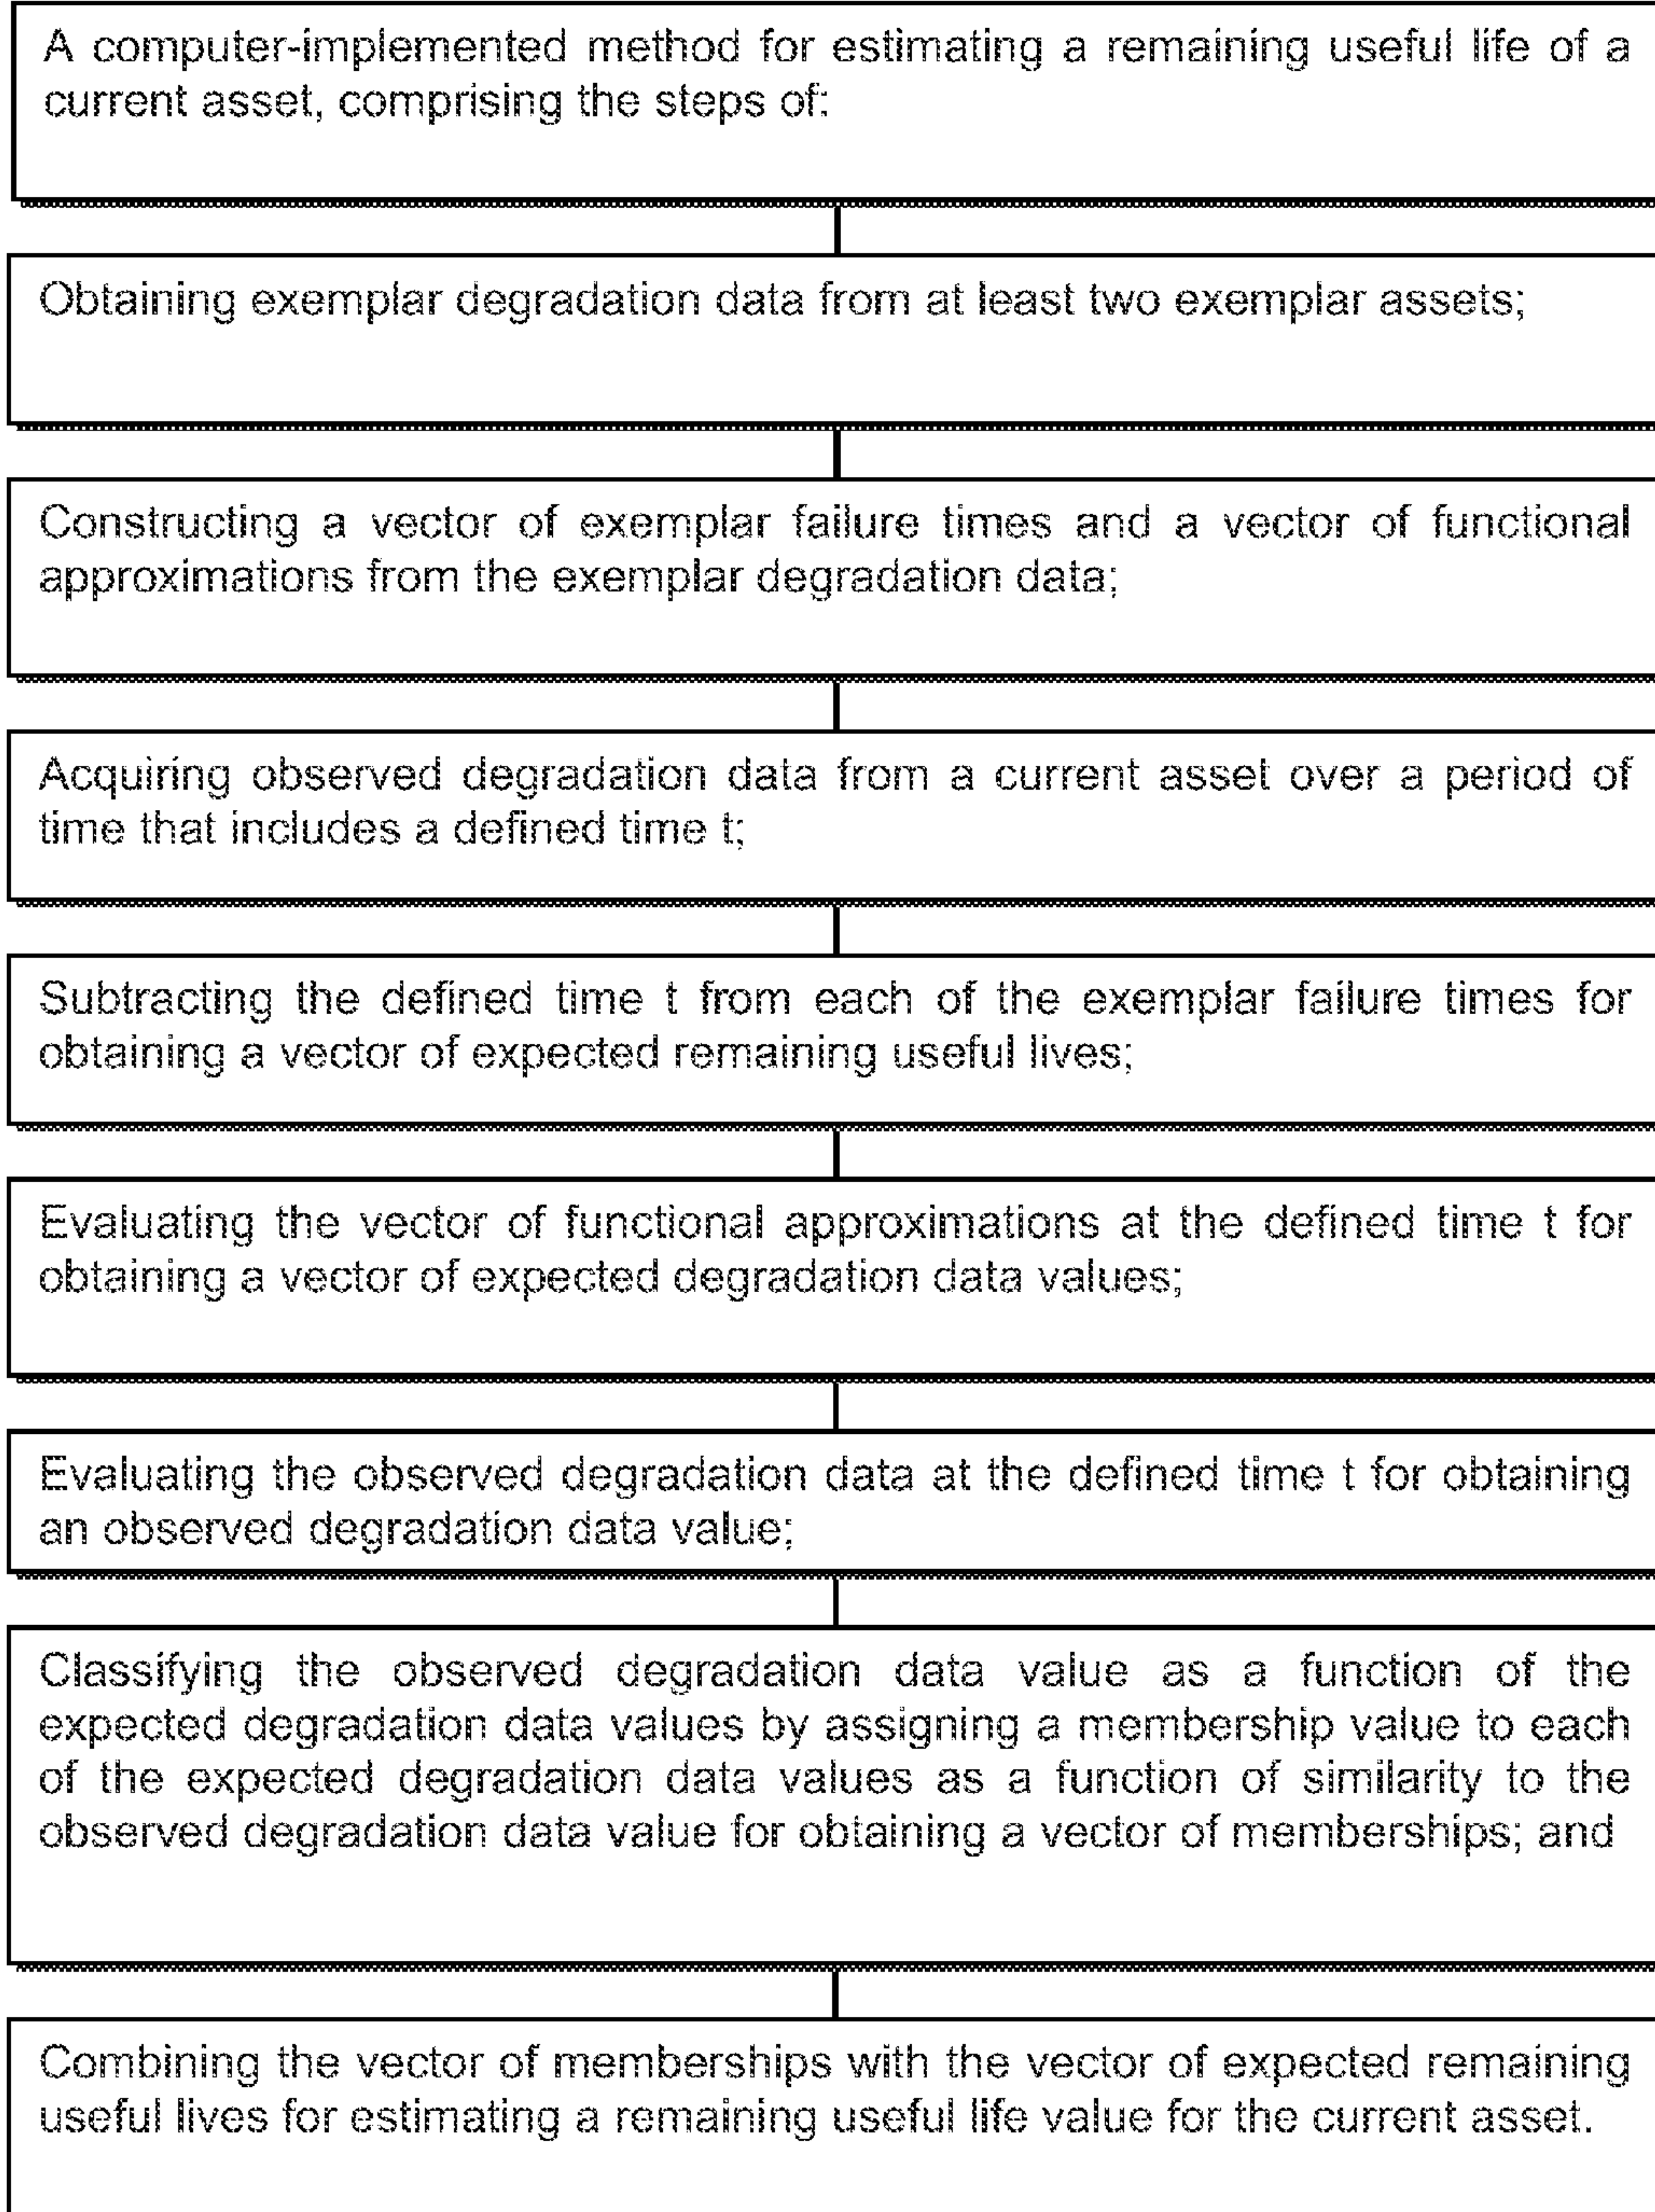 A computer-implemented method for estimating a remaining useful life of a
current asset, comprising the steps of:
Obtaining exemplar degradation data from at least two exemplar assets;
Constructing a vector of exemplar failure times and a vector of functional
approximations from the exemplar degradation data;
Acquiring observed degradation data from a current asset over a period of
time that includes a defined time t;
Subtracting the defined time t from each of the exemplar failure times for
obtaining a vector of expected remaining useful lives;
Evaluating the vector of functional approximations at the defined time t for
obtaining a vector of expected degradation data values;
Evaluating the observed degradation data at the defined time t for obtaining
an observed degradation data value;
Classifying the observed degradation data value as a function of the
expected degradation data values by assigning a membership value to each
of the expected degradation data values as a function of similarity to the
observed degradation data value for obtaining a vector of memberships; and
Combining the vector of memberships with the vector of expected remaining
useful lives for estimating a remaining useful life value for the current asset.